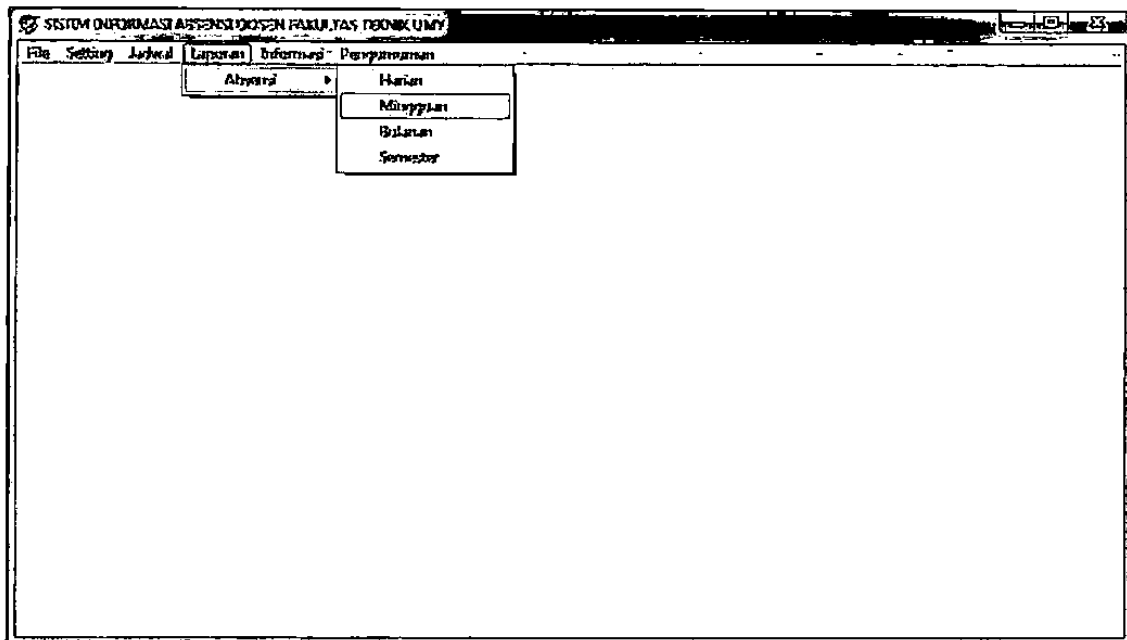 SISTEM INFORMASI ABSENSI DOSEN FAKULTAS TEKNIK UMY
File Setting Jadwal Laporan Informasi Pengumuman
Absensi Harian
Mingguan
Bulanan
Semester